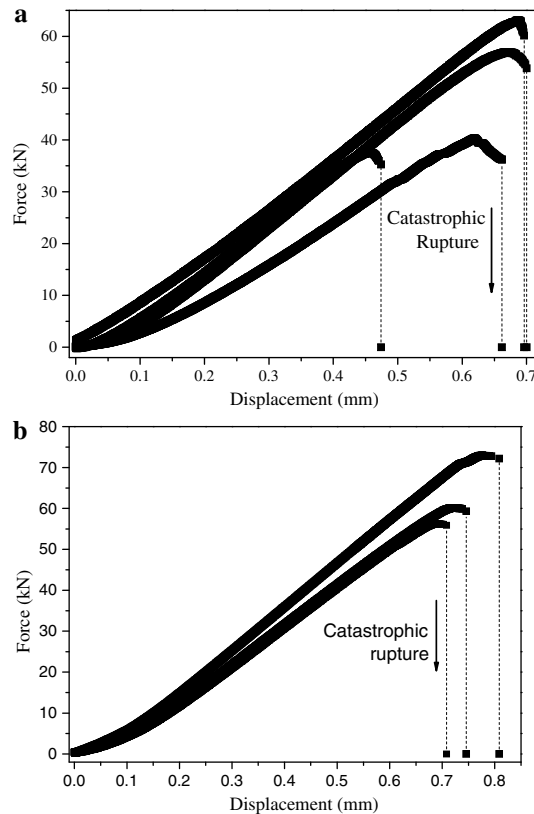 a
60
50
40
30
20
10
0
Force (kN)
Catastrophic
Rupture
0.0 0.1 0.2 0.3 0.4 0.5 0.6 0.7
Displacement (mm)
b
80
70
60
50
40
30
20
10
0
Force (kN)
Catastrophic
rupture
0.0 0.1 0.2 0.3 0.4 0.5 0.6 0.7 0.8
Displacement (mm)